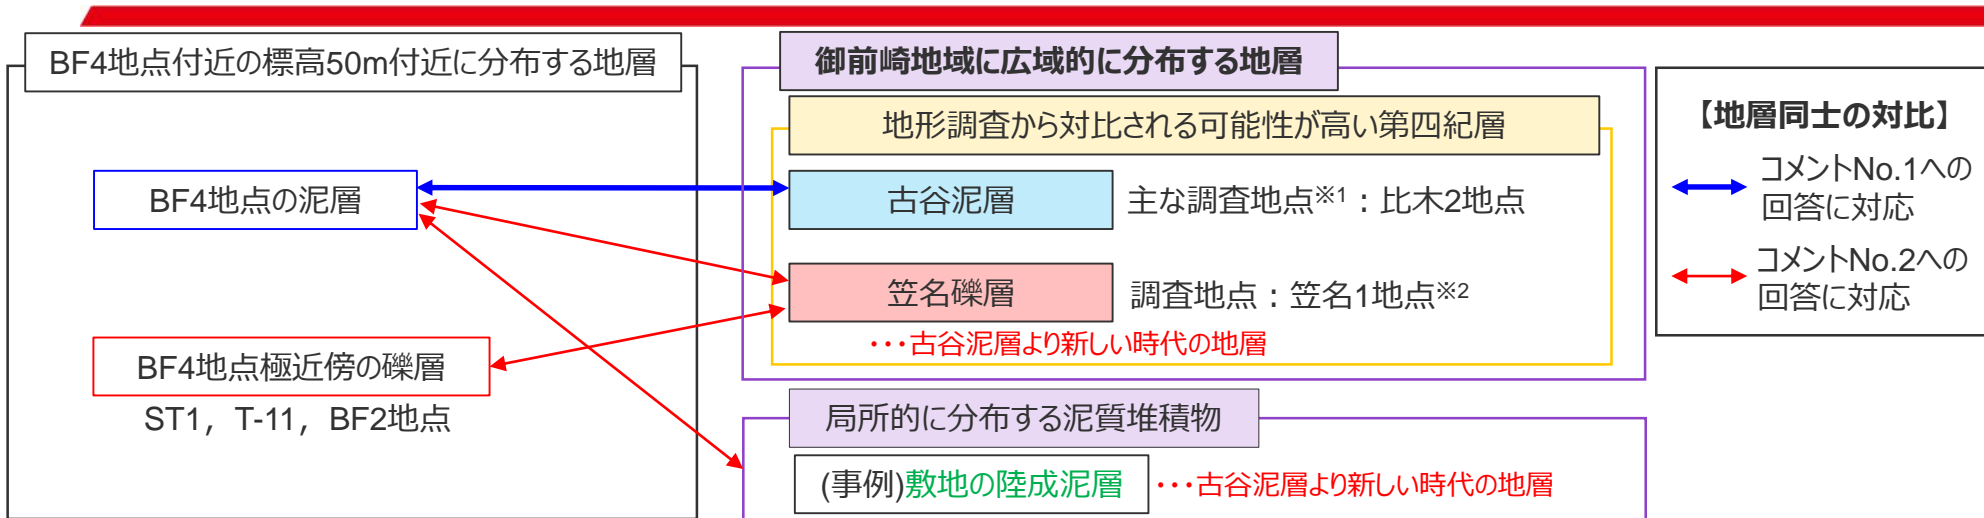 BF4地点付近の標高50m付近に分布する地層
BF4地点の泥層
BF4地点極近傍の礫層
ST1, T-11, BF2地点
御前崎地域に広域的に分布する地層
地形調査から対比される可能性が高い第四紀層
古谷泥層
主な調査地点※1：比木2地点
笠名礫層
調査地点：笠名1地点※2
・・・古谷泥層より新しい時代の地層
局所的に分布する泥質堆積物
(事例)敷地の陸成泥層
・・・古谷泥層より新しい時代の地層
【地層同士の対比】
コメントNo.1への
回答に対応
コメントNo.2への
回答に対応